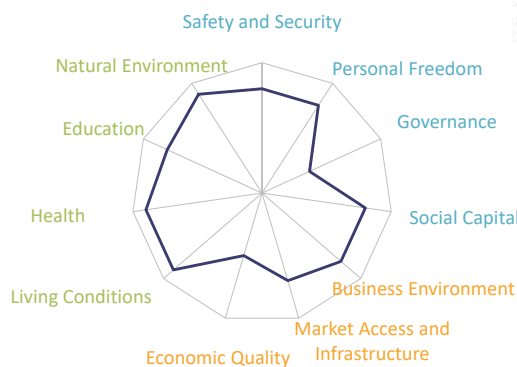 Safety and Security
Natural Environment
Personal Freedom
Education
Governance
Health
Social Capital
Living Conditions
Business Environment
Market Access and
Infrastructure
Economic Quality